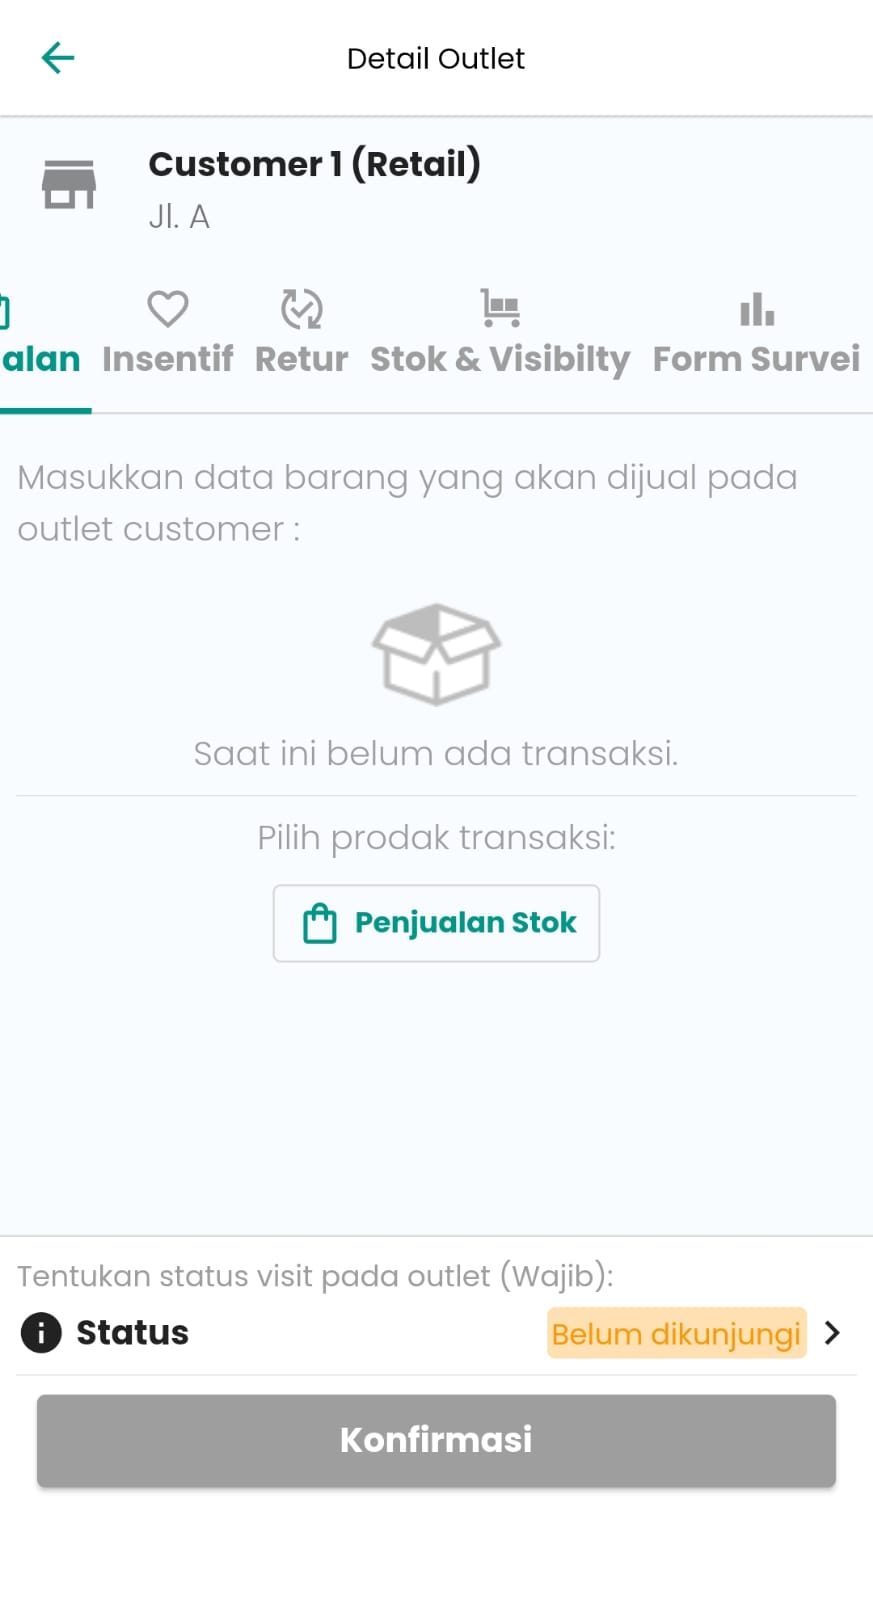 Detail Outlet
Customer 1 (Retail)
Jl. A
alan Insentif Retur Stok & Visibilty Form Survei
Masukkan data barang yang akan dijual pada
outlet customer :
Saat ini belum ada transaksi.
Pilih prodak transaksi:
Penjualan Stok
Tentukan status visit pada outlet (Wajib):
Status Belum dikunjungi
Konfirmasi